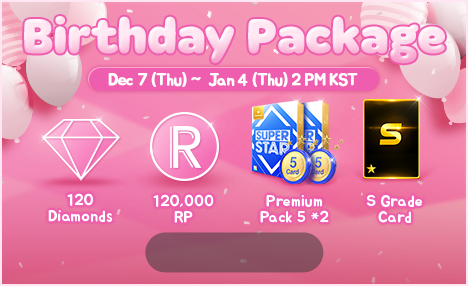 Birthday Package
Dec 7 (Thu) ~ Jan 4 (Thu) 2 PM KST
R
SUPER
STAR
5
Card
5
Card
S
120
Diamonds
120,000
RP
Premium
Pack 5 *2
S Grade
Card